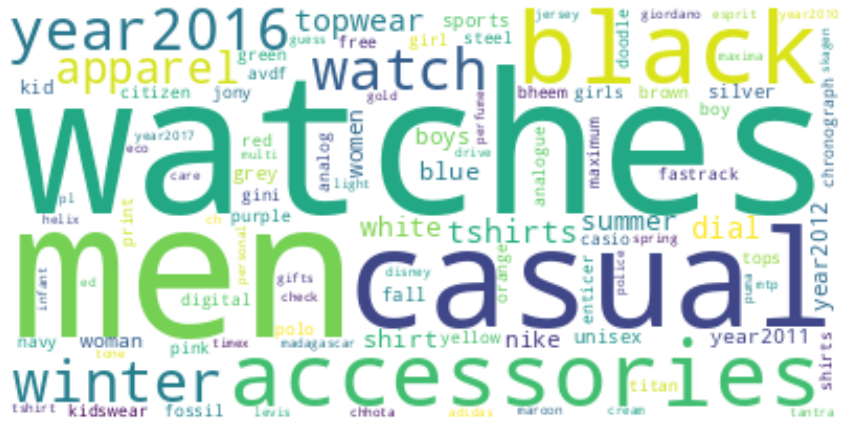 year2016
topwear
sports
jersey
giordano
esprit
year2010
guess
free
girl
steel
doodle
black
maxima
skagen
apparel
green
avdf
watch
kid
citizen
jony
gold
perfume
bheem
girls
brown
silver
boy
chronograph
watches
year2017
eco
red
multi
care
grey
gini
analog
women
light
boys
drive
blue
analogue
maximum
fastrack
pl
helix
print
purple
ch
personal
white
tshirts
summer
casio
spring
dial
year2012
men
casual
infant
ed
digital
gifts
check
disney
fall
orange
enticer
police
tops
puma
mtp
polo
navy
woman
tone
pink
timex
madagascar
shirt
yellow
nike
unisex
year2011
shirts
winter
accessories
titan
tshirt
kidswear
fossil
levis
chhota
adidas
maroon
cream
tantra